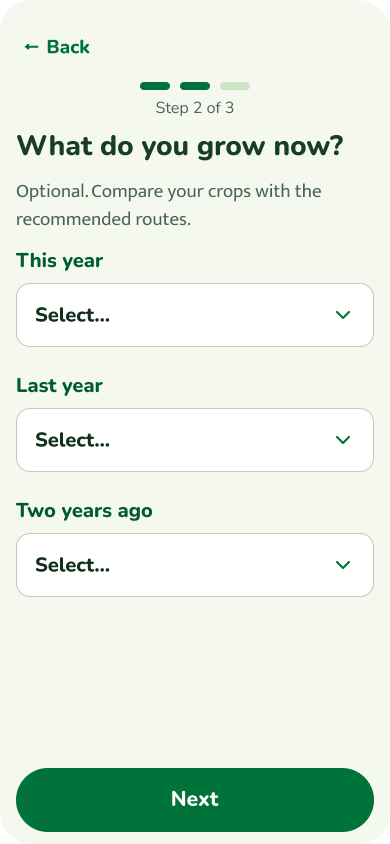 ← Back
Step 2 of 3
What do you grow now?
Optional. Compare your crops with the
recommended routes.
This year
Select...
Last year
Select...
Two years ago
Select...
Next